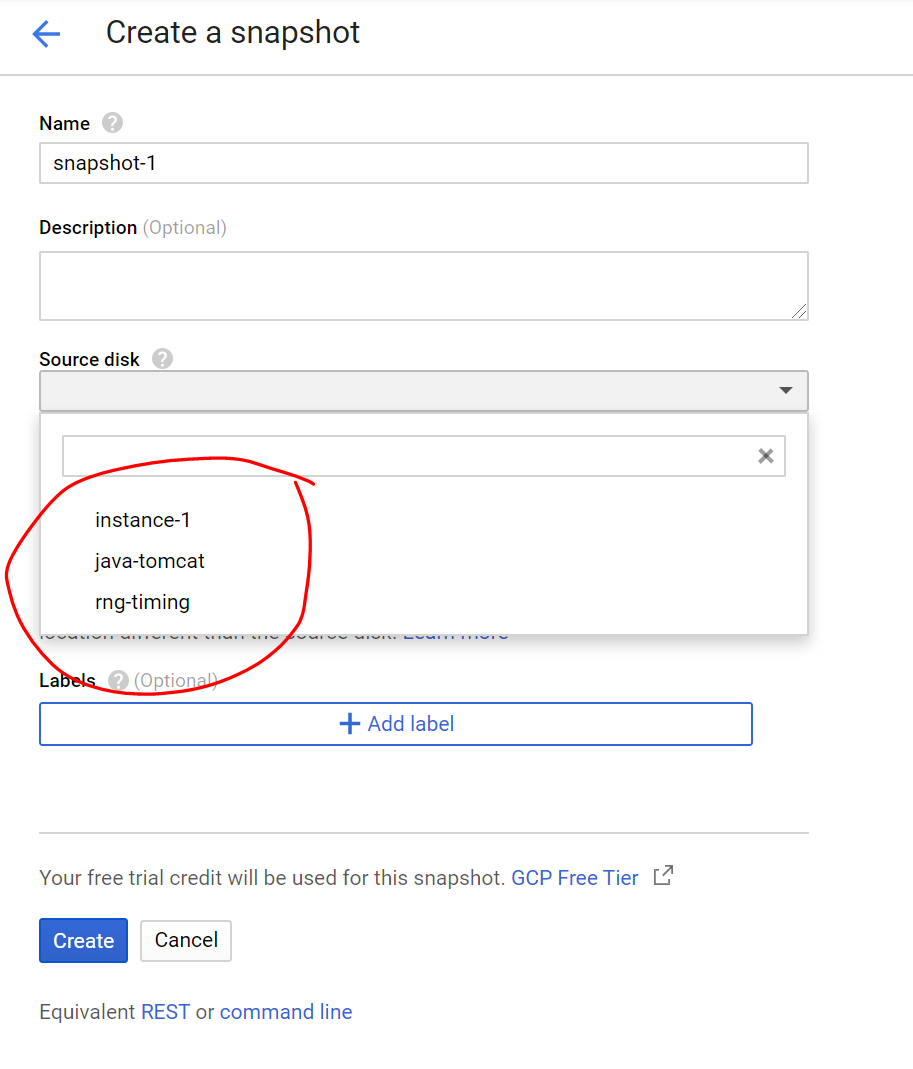 Create a snapshot
Name ?
snapshot-1
Description (Optional)
Source disk ?
instance-1
java-tomcat
rng-timing
location different than the source disk. Learn more
Labels ? (Optional)
+ Add label
Your free trial credit will be used for this snapshot. GCP Free Tier
Create Cancel
Equivalent REST or command line